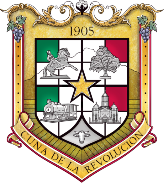 1905
CUNA DE LA REVOLUCIÓN